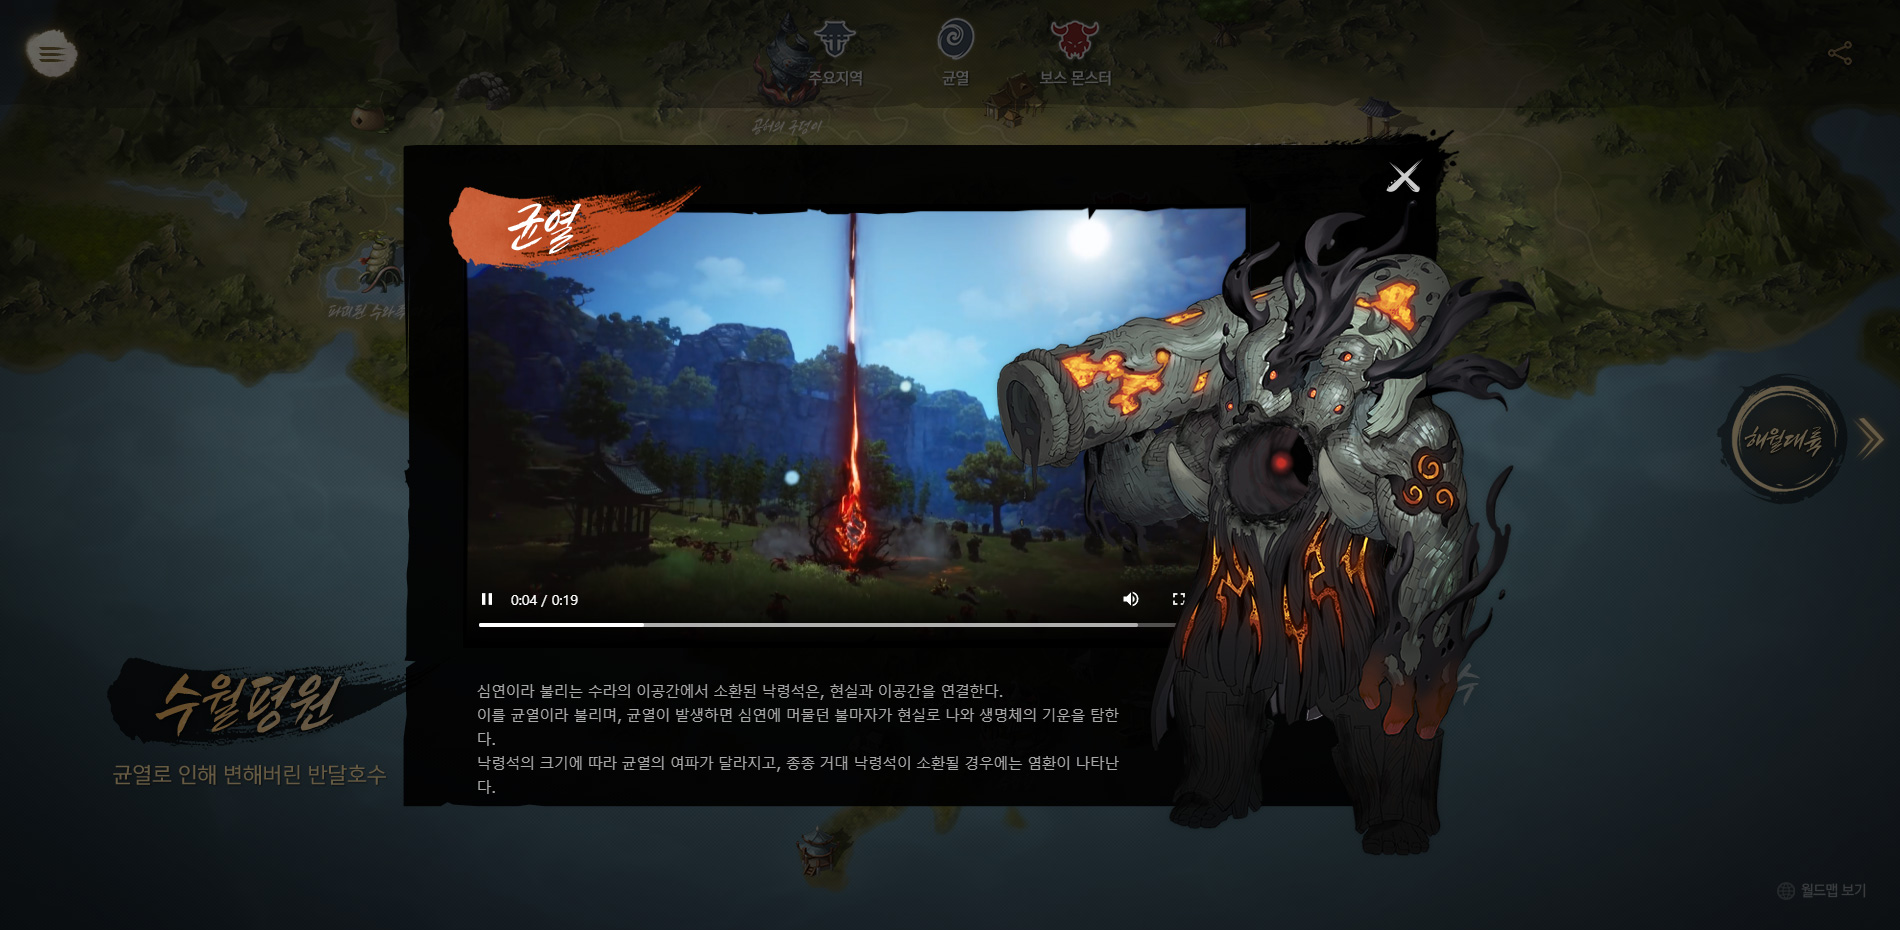 주요지역
균열
보스 몬스터
공허의 구덩이
균열
해월대륙
0:04 / 0:19
심연이라 불리는 수라의 이공간에서 소환된 낙령석은, 현실과 이공간을 연결한다.
이를 균열이라 불리며, 균열이 발생하면 심연에 머물던 불마자가 현실로 나와 생명체의 기운을 탐한
다.
낙령석의 크기에 따라 균열의 여파가 달라지고, 종종 거대 낙령석이 소환될 경우에는 염환이 나타난
다.
수월평원
균열로 인해 변해버린 반달호수
수
월드맵 보기